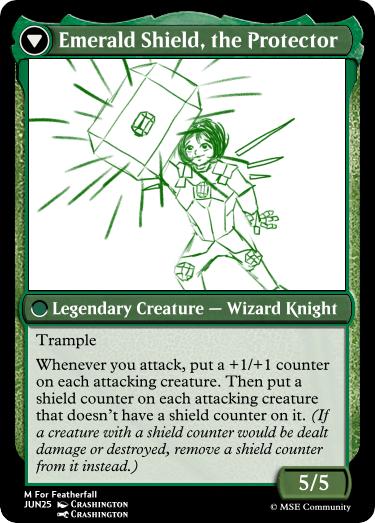 Emerald Shield, the Protector
Legendary Creature — Wizard Knight
Trample
Whenever you attack, put a +1/+1 counter
on each attacking creature. Then put a
shield counter on each attacking creature
that doesn't have a shield counter on it. (If
a creature with a shield counter would be dealt
damage or destroyed, remove a shield counter
from it instead.)
5/5
M For Featherfall
JUN25 Crashington
Crashington
© MSE Community